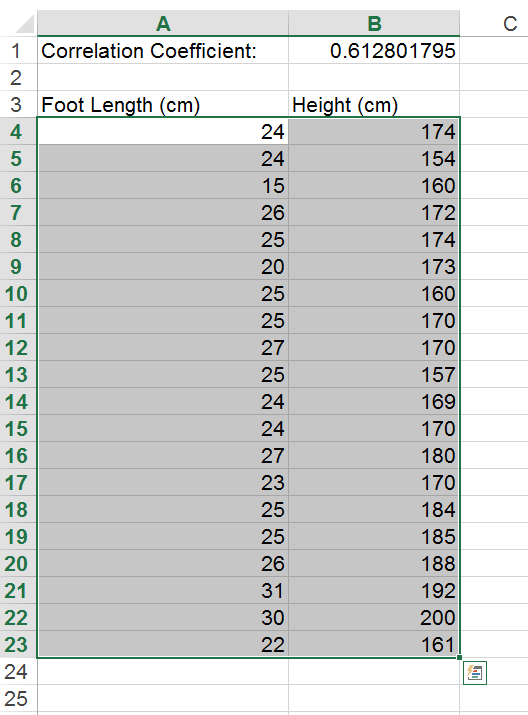 A B C
1 Correlation Coefficient: 0.612801795
2
3 Foot Length (cm) Height (cm)
4 24 174
5 24 154
6 15 160
7 26 172
8 25 174
9 20 173
10 25 160
11 25 170
12 27 170
13 25 157
14 24 169
15 24 170
16 27 180
17 23 170
18 25 184
19 25 185
20 26 188
21 31 192
22 30 200
23 22 161
24
25